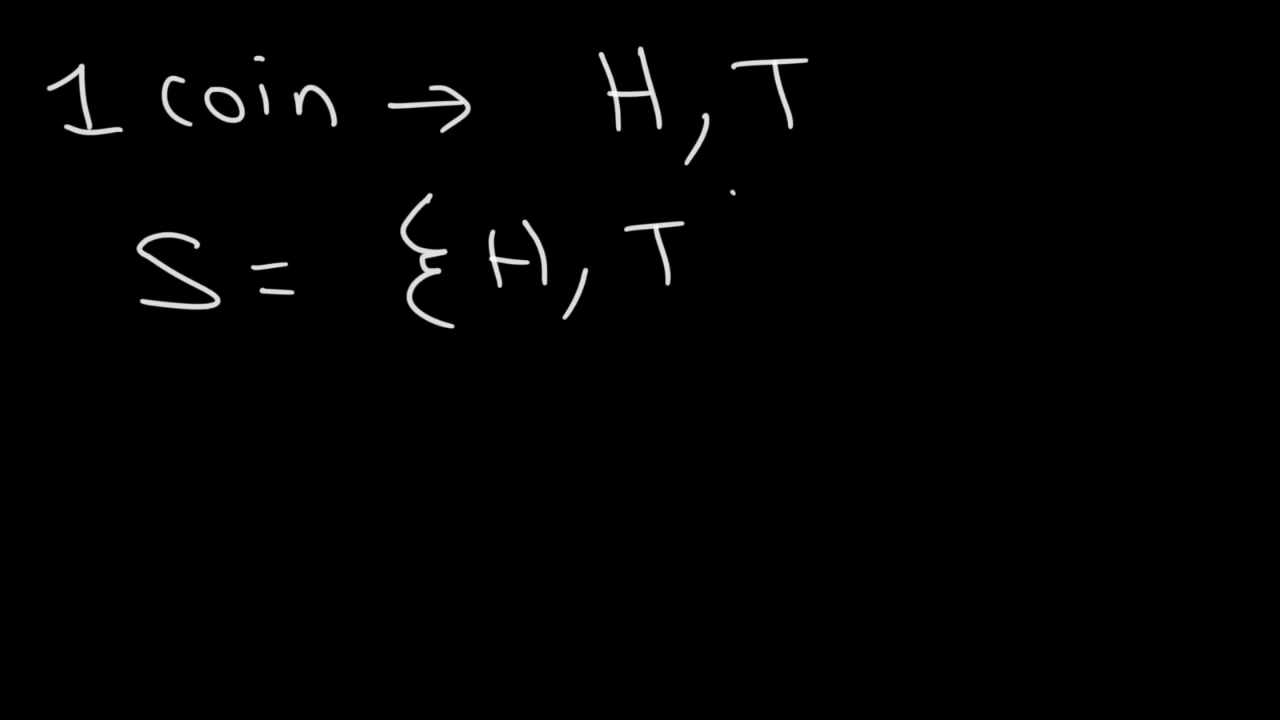 1 coin → H, T
S = {H, T